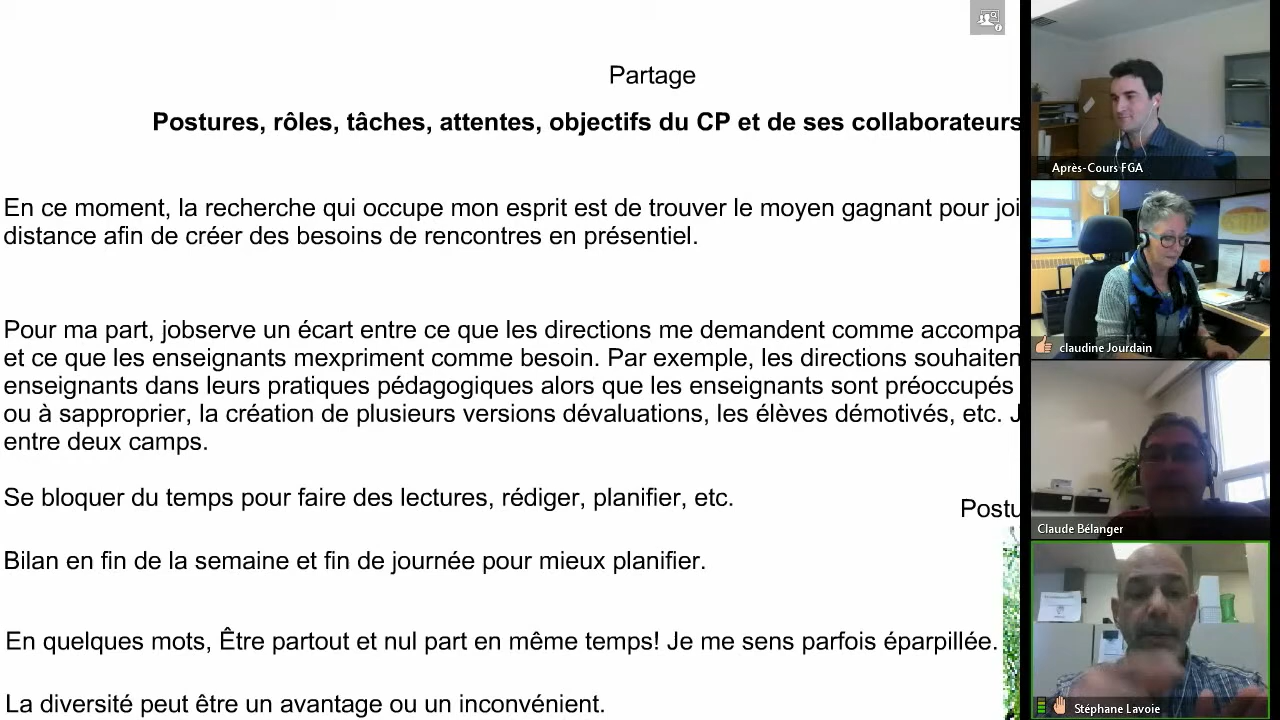 Partage
Postures, rôles, tâches, attentes, objectifs du CP et de ses collaborateurs
En ce moment, la recherche qui occupe mon esprit est de trouver le moyen gagnant pour joi
distance afin de créer des besoins de rencontres en présentiel.
Pour ma part, jobserve un écart entre ce que les directions me demandent comme accompa
et ce que les enseignants mexpriment comme besoin. Par exemple, les directions souhaiten
enseignants dans leurs pratiques pédagogiques alors que les enseignants sont préoccupés
ou à sapproprier, la création de plusieurs versions dévaluations, les élèves démotivés, etc. J
entre deux camps.
Se bloquer du temps pour faire des lectures, rédiger, planifier, etc.
Postu
Bilan en fin de la semaine et fin de journée pour mieux planifier.
En quelques mots, Être partout et nul part en même temps! Je me sens parfois éparpillée.
La diversité peut être un avantage ou un inconvénient.
Après-Cours FGA
claudine Jourdain
Claude Bélanger
Stéphane Lavoie